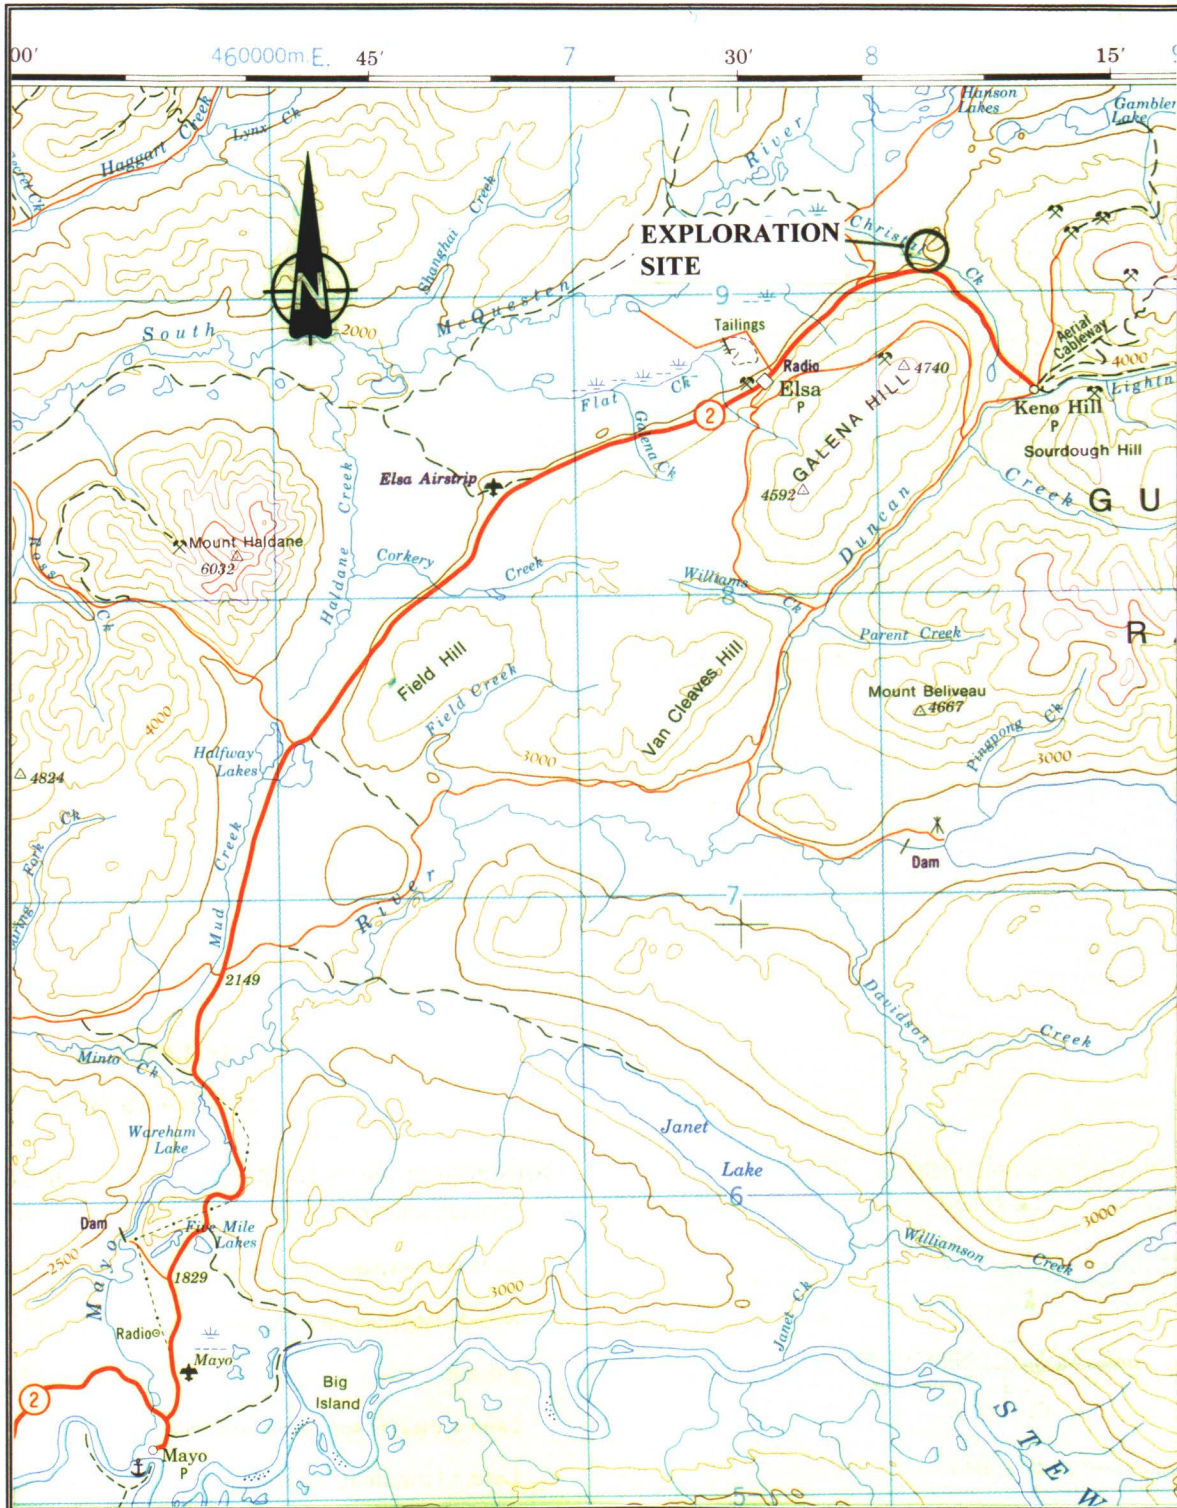 00'
460000m.E.
45'
7
30'
8
15'
Hanson
Lakes
Gambler
Lake
Haggart Creek
Lynx Ck
River
Shanghai Creek
EXPLORATION
SITE
Ck
N
9
South
McQuesten
2000
Tailings
Aerial
Cableway
4000
Radio
4740
Elsa
P
Flat Ck
2
Galena Ck
GALENA HILL
Keno Hill
P
Sourdough Hill
Creek
Elsa Airstrip
4592
G U
Haldane Creek
Duncan
Mount Haldane
6032
Ross Ck
Corkery Creek
Williams Ck
8
Parent Creek
R
Field Hill
Field Creek
Van Cleaves Hill
Mount Beliveau
4667
Pingpong Ck
4000
Halfway
Lakes
3000
3000
4824
Fork Ck
Mud Creek
River
Dam
7
2149
Davidson Creek
Minto Ck
Wareham
Lake
Janet
Lake
6
Dam
Five Mile
Lakes
3000
Williamson Creek
2500
Mayo
1829
3000
Janet Ck
Radio
Mayo
Big
Island
2
Mayo
P
S T E W
5